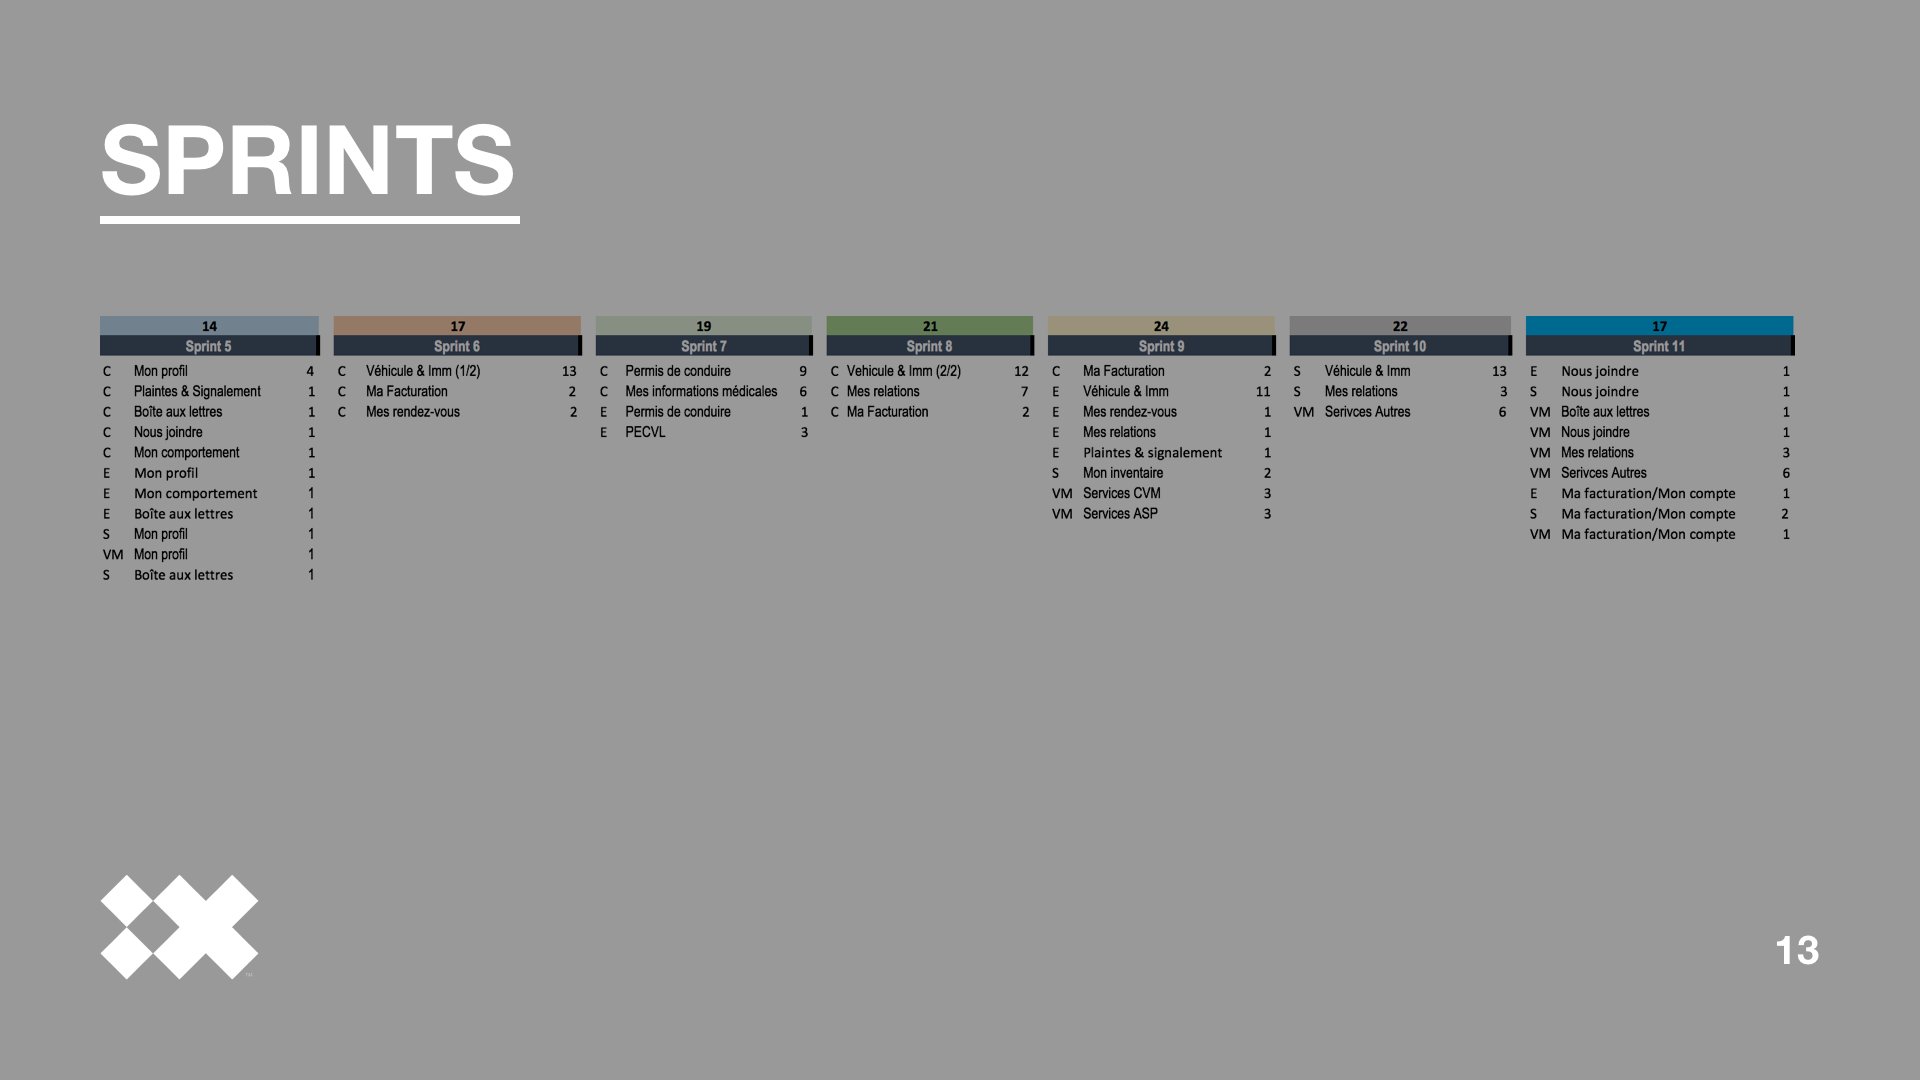 SPRINTS
14
Sprint 5
C Mon profil 4
C Plaintes & Signalement 1
C Boîte aux lettres 1
C Nous joindre 1
C Mon comportement 1
E Mon profil 1
E Mon comportement 1
E Boîte aux lettres 1
S Mon profil 1
VM Mon profil 1
S Boîte aux lettres 1
17
Sprint 6
C Véhicule & Imm (1/2) 13
C Ma Facturation 2
C Mes rendez-vous 2
19
Sprint 7
C Permis de conduire 9
C Mes informations médicales 6
E Permis de conduire 1
E PECVL 3
21
Sprint 8
C Vehicule & Imm (2/2) 12
C Mes relations 7
C Ma Facturation 2
24
Sprint 9
C Ma Facturation 2
E Véhicule & Imm 11
E Mes rendez-vous 1
E Mes relations 1
E Plaintes & signalement 1
S Mon inventaire 2
VM Services CVM 3
VM Services ASP 3
22
Sprint 10
S Véhicule & Imm 13
S Mes relations 3
VM Serivces Autres 6
17
Sprint 11
E Nous joindre 1
S Nous joindre 1
VM Boîte aux lettres 1
VM Nous joindre 1
VM Mes relations 3
VM Serivces Autres 6
E Ma facturation/Mon compte 1
S Ma facturation/Mon compte 2
VM Ma facturation/Mon compte 1
13